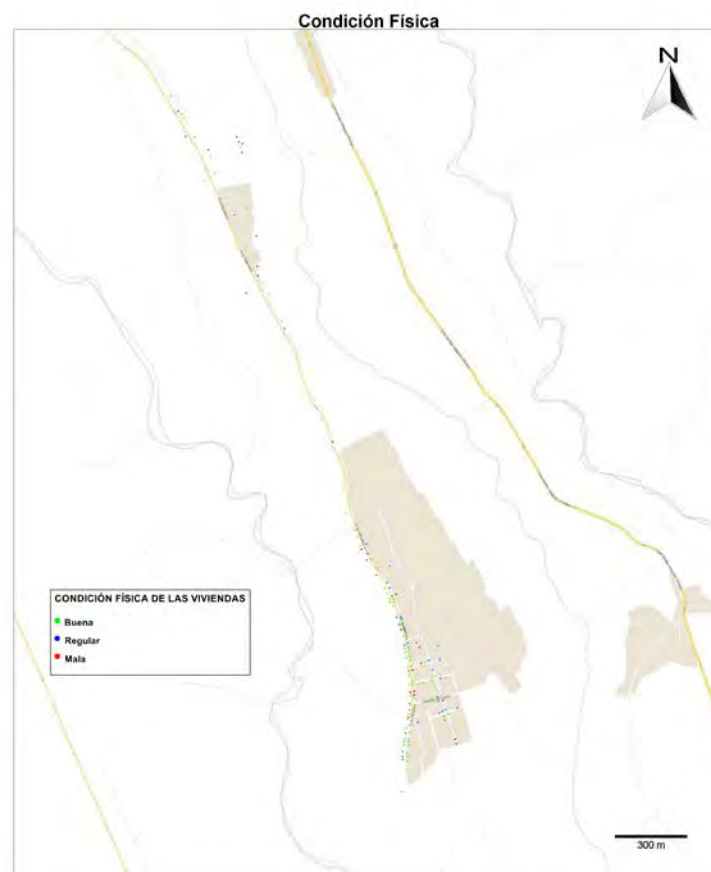 Condición Física
N
CONDICIÓN FÍSICA DE LAS VIVIENDAS
Buena
Regular
Mala
300 m